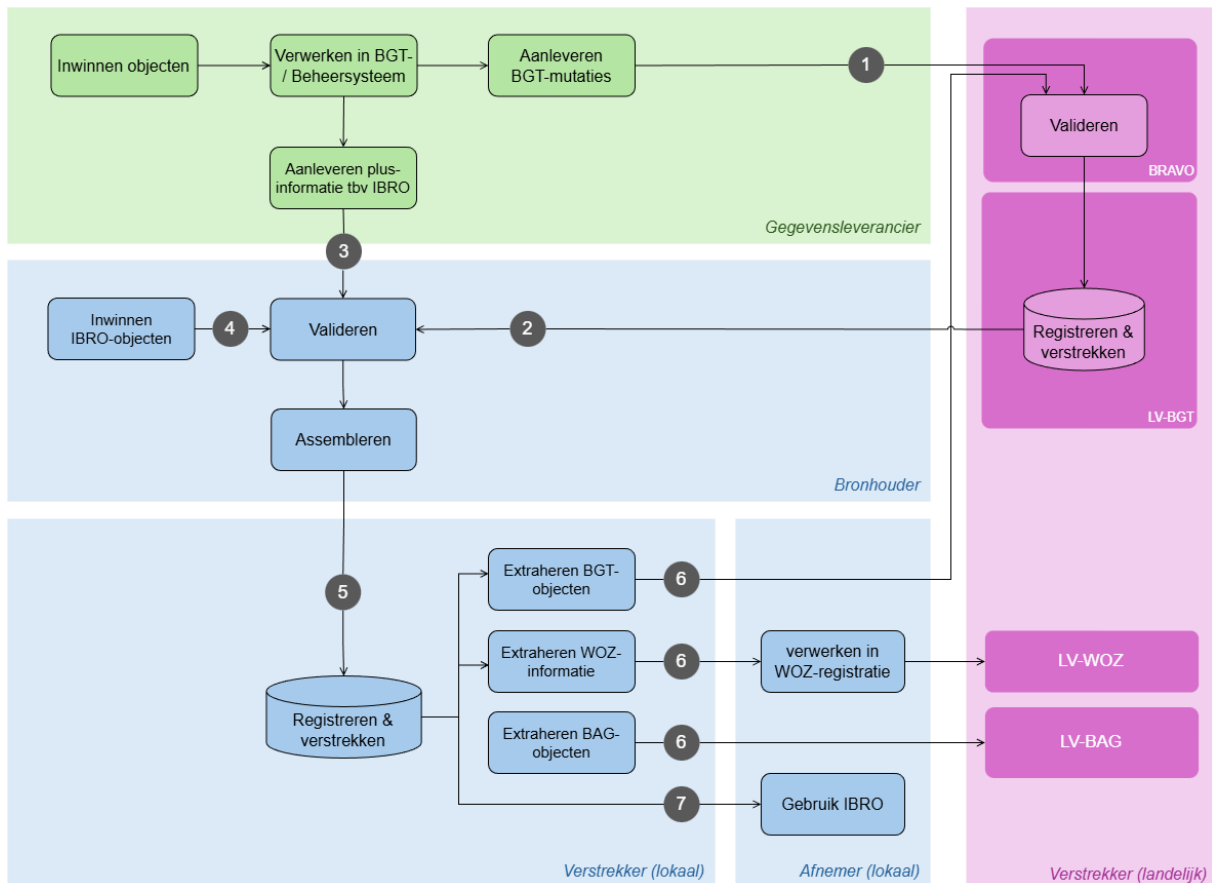 Inwinnen objecten
Verwerken in BGT-
/ Beheersysteem
Aanleveren
BGT-mutaties
1
Valideren
BRAVO
Aanleveren plus-
informatie tbv IBRO
Gegevensleverancier
3
Inwinnen
IBRO-objecten
4
Valideren
2
Registreren &
verstrekken
LV-BGT
Assembleren
Bronhouder
5
Extraheren BGT-
objecten
6
Extraheren WOZ-
informatie
6
verwerken in
WOZ-registratie
LV-WOZ
Registreren &
verstrekken
Extraheren BAG-
objecten
6
LV-BAG
7
Gebruik IBRO
Verstrekker (lokaal)
Afnemer (lokaal)
Verstrekker (landelijk)